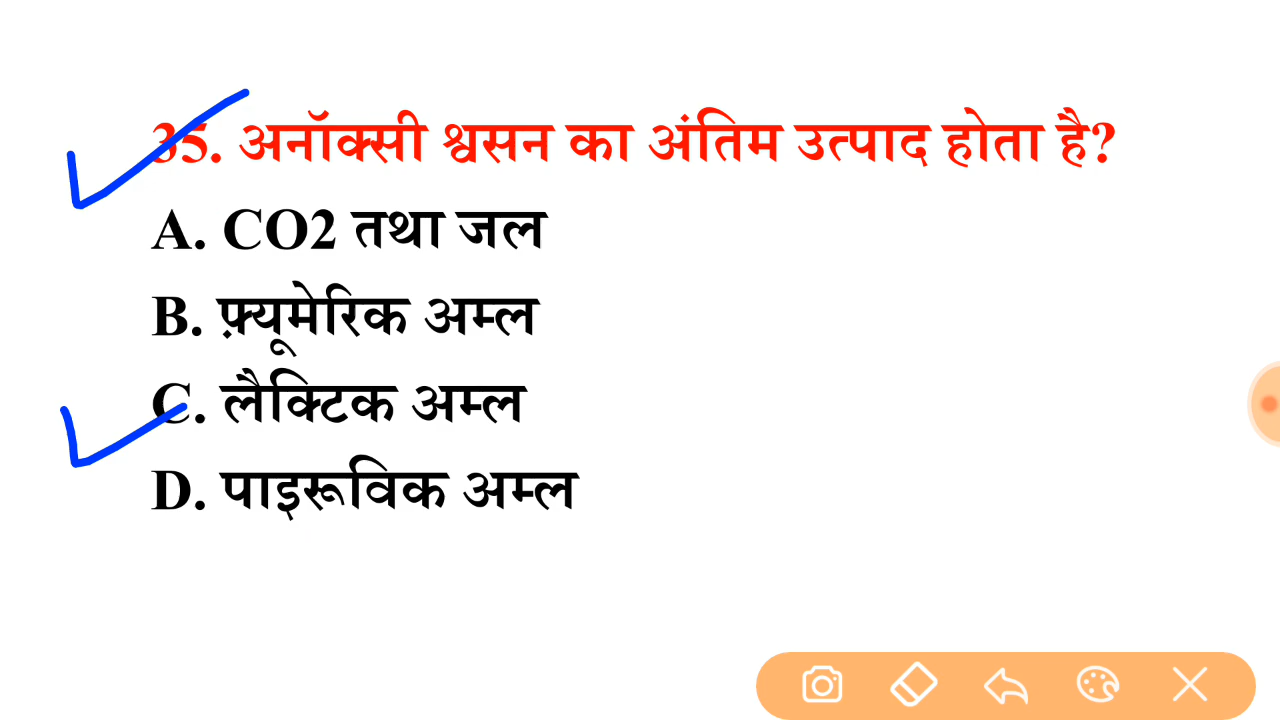 35. अनॉक्सी श्वसन का अंतिम उत्पाद होता है?
A. CO2 तथा जल
B. फ़्यूमेरिक अम्ल
C. लैक्टिक अम्ल
D. पाइरूविक अम्ल